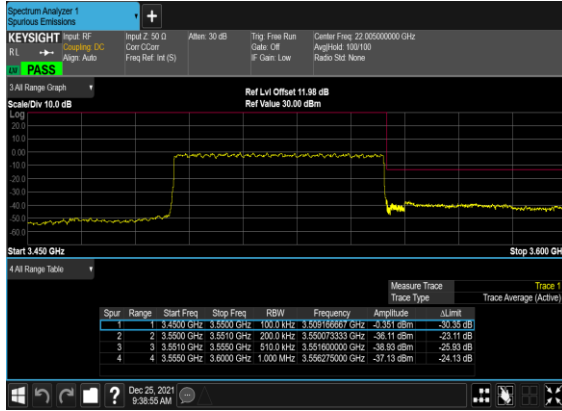 Spectrum Analyzer 1
Spurious Emissions
+
KEYSIGHT Input: RF Input Z: 50 Ω Atten: 30 dB Trig: Free Run Center Freq: 22.005000000 GHz
RL Coupling: DC Corr CCorr Gate: Off Avg|Hold: 100/100
Align: Auto Freq Ref: Int (S) IF Gain: Low Radio Std: None
PASS
3 All Range Graph
Ref Lvl Offset 11.98 dB
Scale/Div 10.0 dB Ref Value 30.00 dBm
Log
20.0
10.0
0.00
-10.0
-20.0
-30.0
-40.0
-50.0
-60.0
Start 3.450 GHz Stop 3.600 GH
4 All Range Table
Measure Trace Trace 1
Trace Type Trace Average (Active)
Spur Range Start Freq Stop Freq RBW Frequency Amplitude ΔLimit
1 1 3.4500 GHz 3.5500 GHz 100.0 kHz 3.509166667 GHz -0.351 dBm -30.35 dB
2 2 3.5500 GHz 3.5510 GHz 200.0 kHz 3.550073333 GHz -36.11 dBm -23.11 dB
3 3 3.5510 GHz 3.5550 GHz 510.0 kHz 3.551600000 GHz -38.93 dBm -25.93 dB
4 4 3.5550 GHz 3.6000 GHz 1.000 MHz 3.556275000 GHz -37.13 dBm -24.13 dB
? Dec 25, 2021
9:38:55 AM